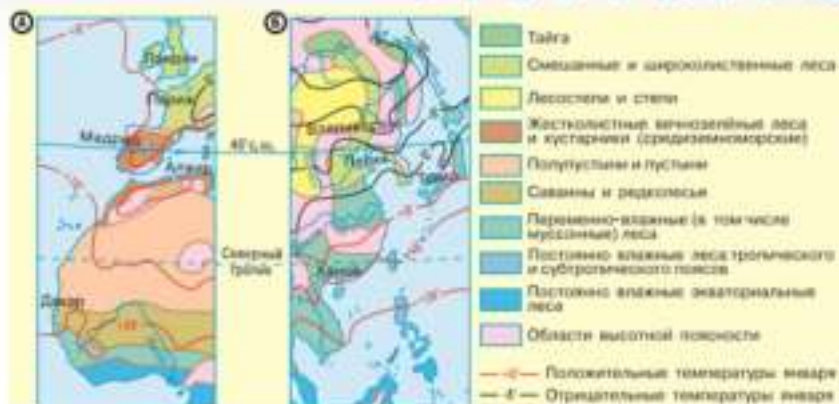 А
Лондон
Париж
Мадрид
Алжир
Дакар
40°с.ш.
Северный
тропик
Б
Пекин
Ханой
Тайга
Смешанные и широколиственные леса
Лесостепи и степи
Жестколистные вечнозелёные леса
и кустарники (средиземноморские)
Полупустыни и пустыни
Саванны и редколесье
Переменно-влажные (в том числе
муссонные) леса
Постоянно влажные леса тропического
и субтропического поясов
Постоянно влажные экваториальные
леса
Области высотной поясности
Положительные температуры января
Отрицательные температуры января